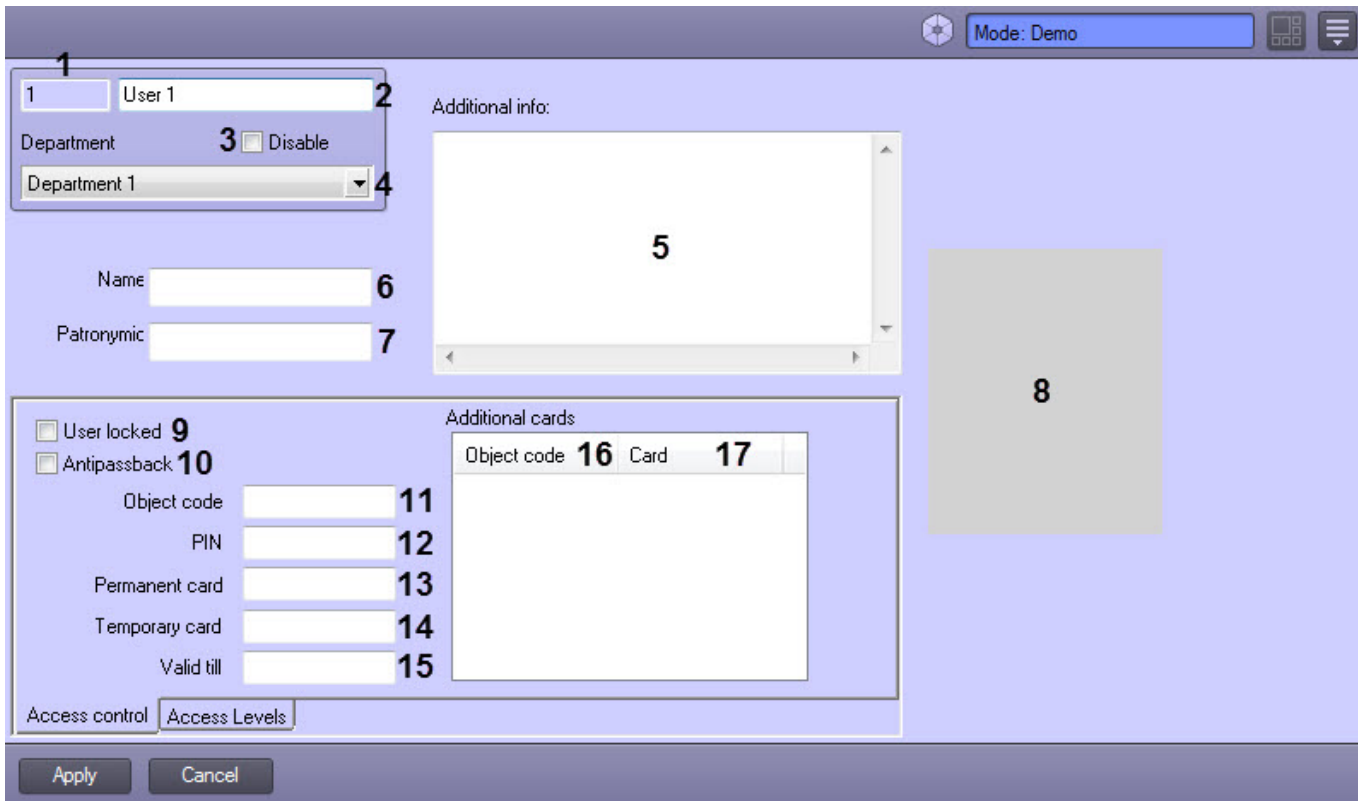 Mode: Demo
1
1
User 1
2
Department
3
Disable
Department 1
4
Additional info:
5
Name
6
Patronymic
7
8
User locked 9
Antipassback 10
Object code
11
PIN
12
Permanent card
13
Temporary card
14
Valid till
15
Additional cards
Object code 16 Card 17
Access control Access Levels
Apply Cancel